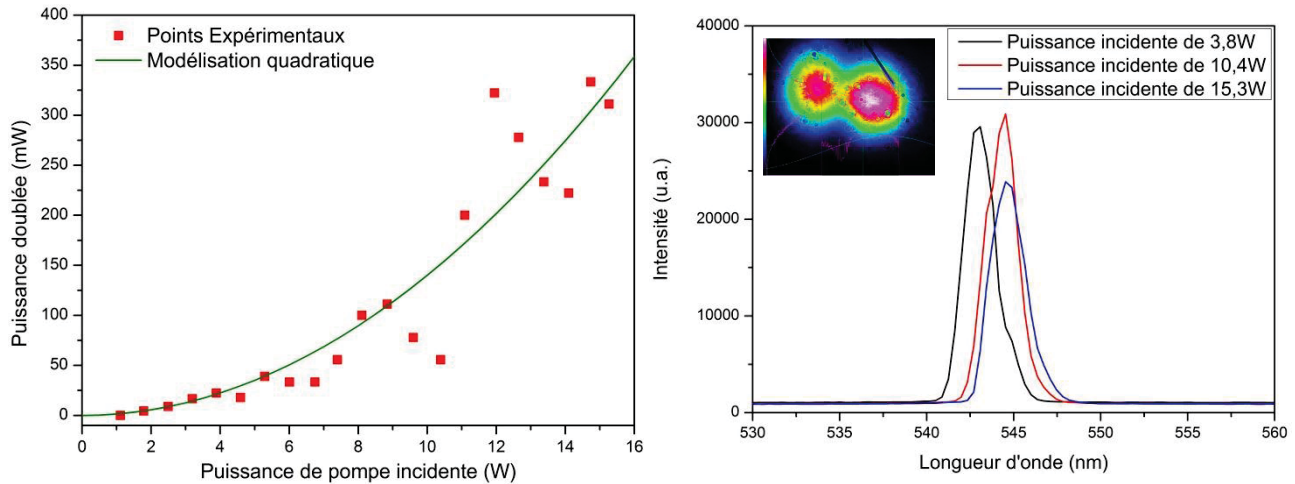 400
350
300
250
200
150
100
50
0
Puissance doublée (mW)
Points Expérimentaux
Modélisation quadratique
0 2 4 6 8 10 12 14 16
Puissance de pompe incidente (W)
40000
30000
20000
10000
0
Intensité (u.a.)
Puissance incidente de 3,8W
Puissance incidente de 10,4W
Puissance incidente de 15,3W
530 535 540 545 550 555 560
Longueur d'onde (nm)